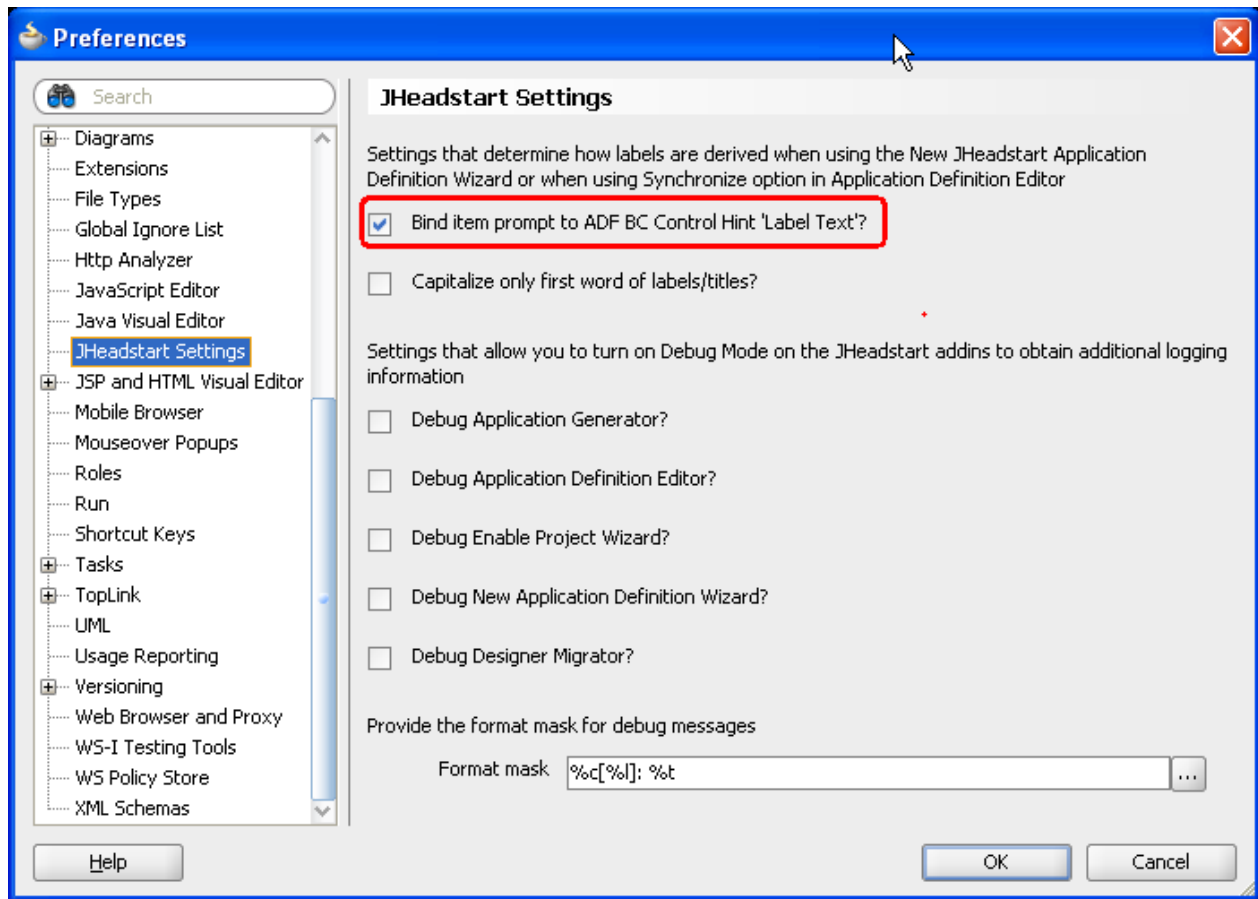 Preferences
Search
Diagrams
Extensions
File Types
Global Ignore List
Http Analyzer
JavaScript Editor
Java Visual Editor
JHeadstart Settings
JSP and HTML Visual Editor
Mobile Browser
Mouseover Popups
Roles
Run
Shortcut Keys
Tasks
TopLink
UML
Usage Reporting
Versioning
Web Browser and Proxy
WS-I Testing Tools
WS Policy Store
XML Schemas
JHeadstart Settings
Settings that determine how labels are derived when using the New JHeadstart Application
Definition Wizard or when using Synchronize option in Application Definition Editor
Bind item prompt to ADF BC Control Hint 'Label Text'?
Capitalize only first word of labels/titles?
Settings that allow you to turn on Debug Mode on the JHeadstart addins to obtain additional logging
information
Debug Application Generator?
Debug Application Definition Editor?
Debug Enable Project Wizard?
Debug New Application Definition Wizard?
Debug Designer Migrator?
Provide the format mask for debug messages
Format mask %c[%l]: %t ...
Help OK Cancel